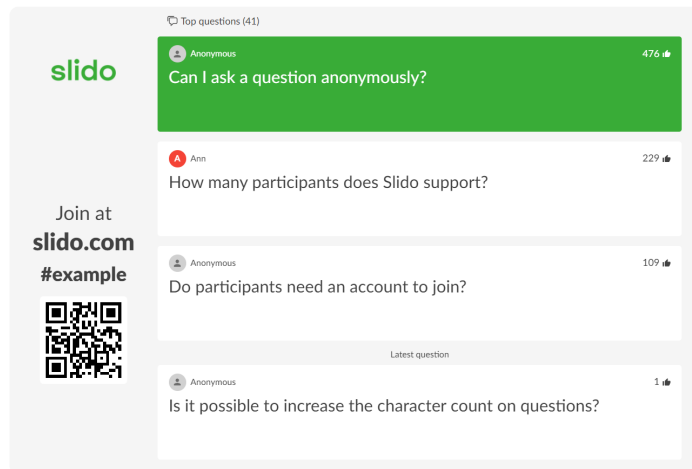 slido
Join at
slido.com
#example
Top questions (41)
Anonymous
476
Can I ask a question anonymously?
A
Ann
229
How many participants does Slido support?
Anonymous
109
Do participants need an account to join?
Latest question
Anonymous
1
Is it possible to increase the character count on questions?